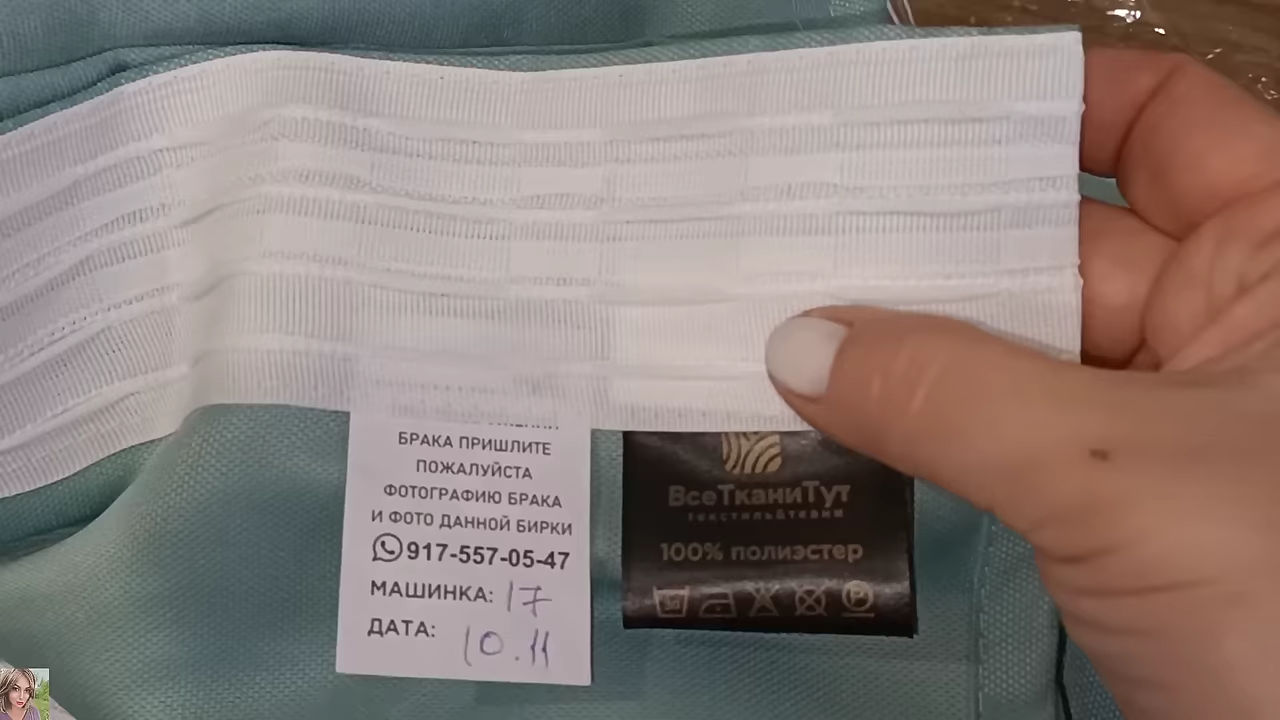 БРАКА ПРИШЛИТЕ
ПОЖАЛУЙСТА
ФОТОГРАФИЮ БРАКА
И ФОТО ДАННОЙ БИРКИ
917-557-05-47
МАШИНКА: 17
ДАТА: 10.11
ВсеТканиТут
текстиль&ткани
100% полиэстер
30
P